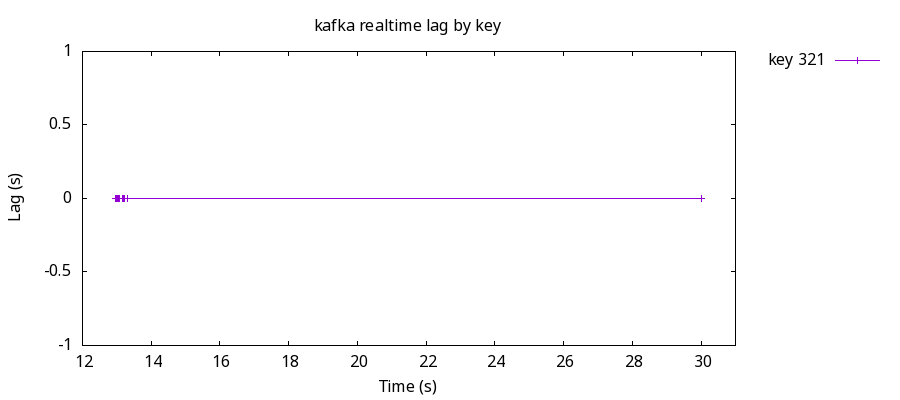 kafka realtime lag by key
key 321
1
0.5
0
-0.5
-1
Lag (s)
12 14 16 18 20 22 24 26 28 30
Time (s)